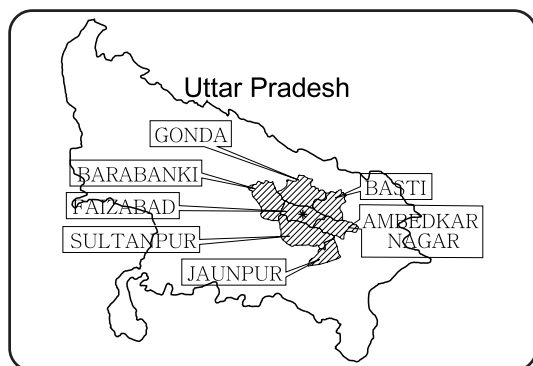 Uttar Pradesh
GONDA
BARABANKI
BASTI
FAIZABAD
AMBEDKAR
NAGAR
SULTANPUR
JAUNPUR